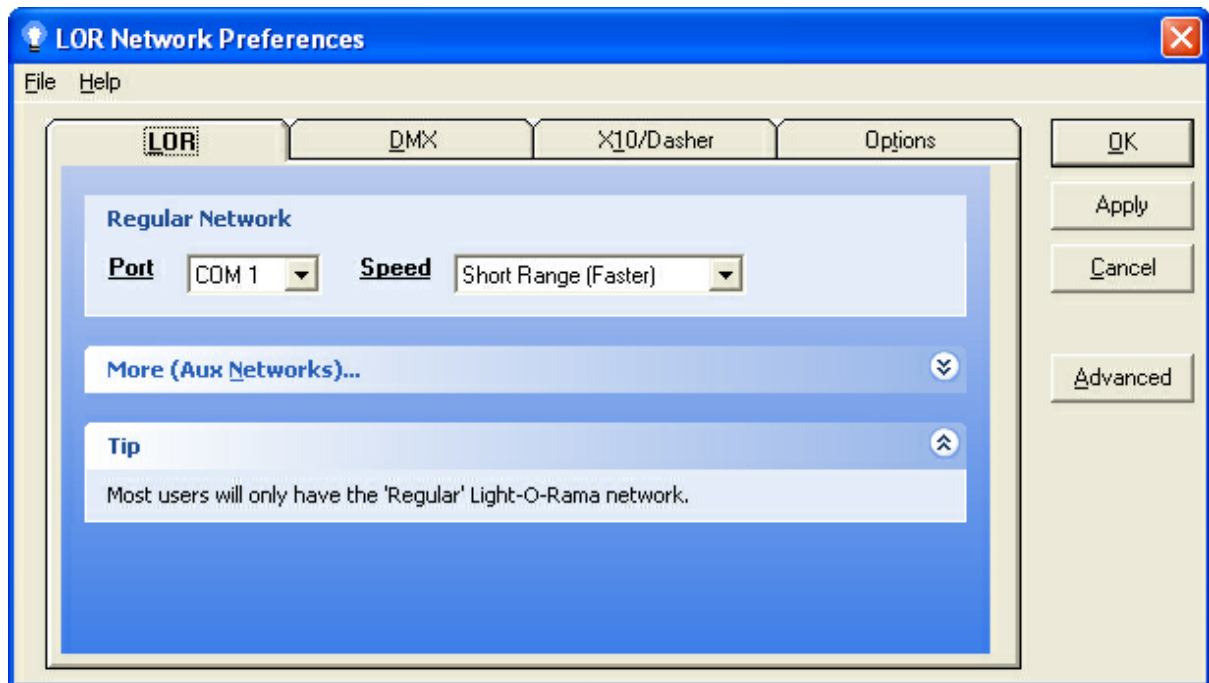 LOR Network Preferences
File Help
LOR DMX X10/Dasher Options
OK
Apply
Cancel
Advanced
Regular Network
Port COM 1 Speed Short Range (Faster)
More (Aux Networks)...
Tip
Most users will only have the 'Regular' Light-O-Rama network.